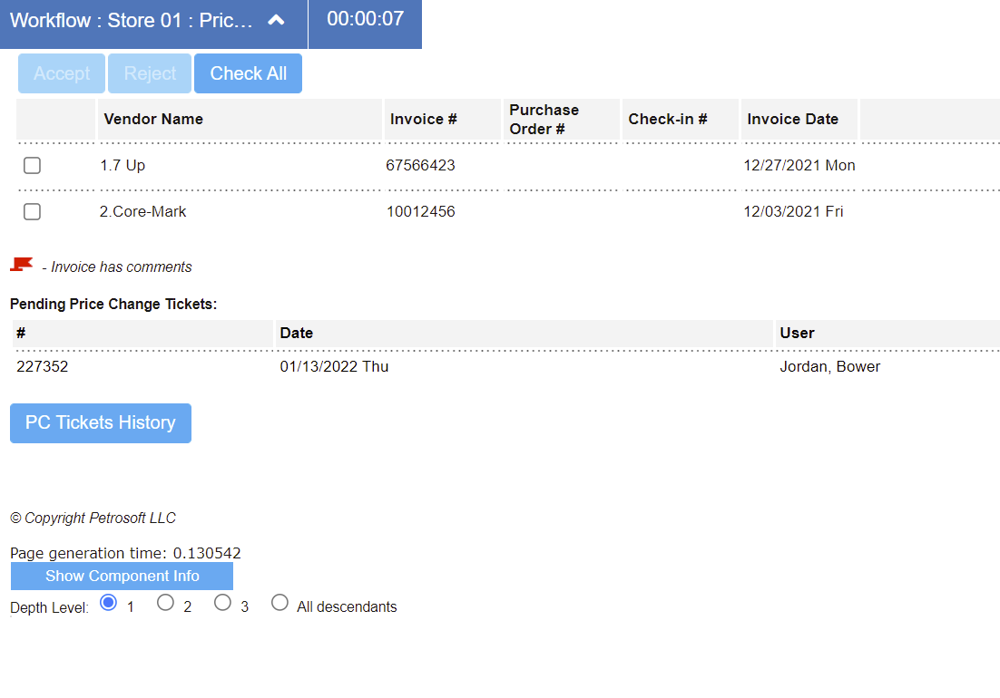 Workflow : Store 01 : Pric... 00:00:07
Accept Reject Check All
Vendor Name Invoice # Purchase Order # Check-in # Invoice Date
1.7 Up 67566423 12/27/2021 Mon
2.Core-Mark 10012456 12/03/2021 Fri
- Invoice has comments
Pending Price Change Tickets:
# Date User
227352 01/13/2022 Thu Jordan, Bower
PC Tickets History
© Copyright Petrosoft LLC
Page generation time: 0.130542
Show Component Info
Depth Level: 1 2 3 All descendants